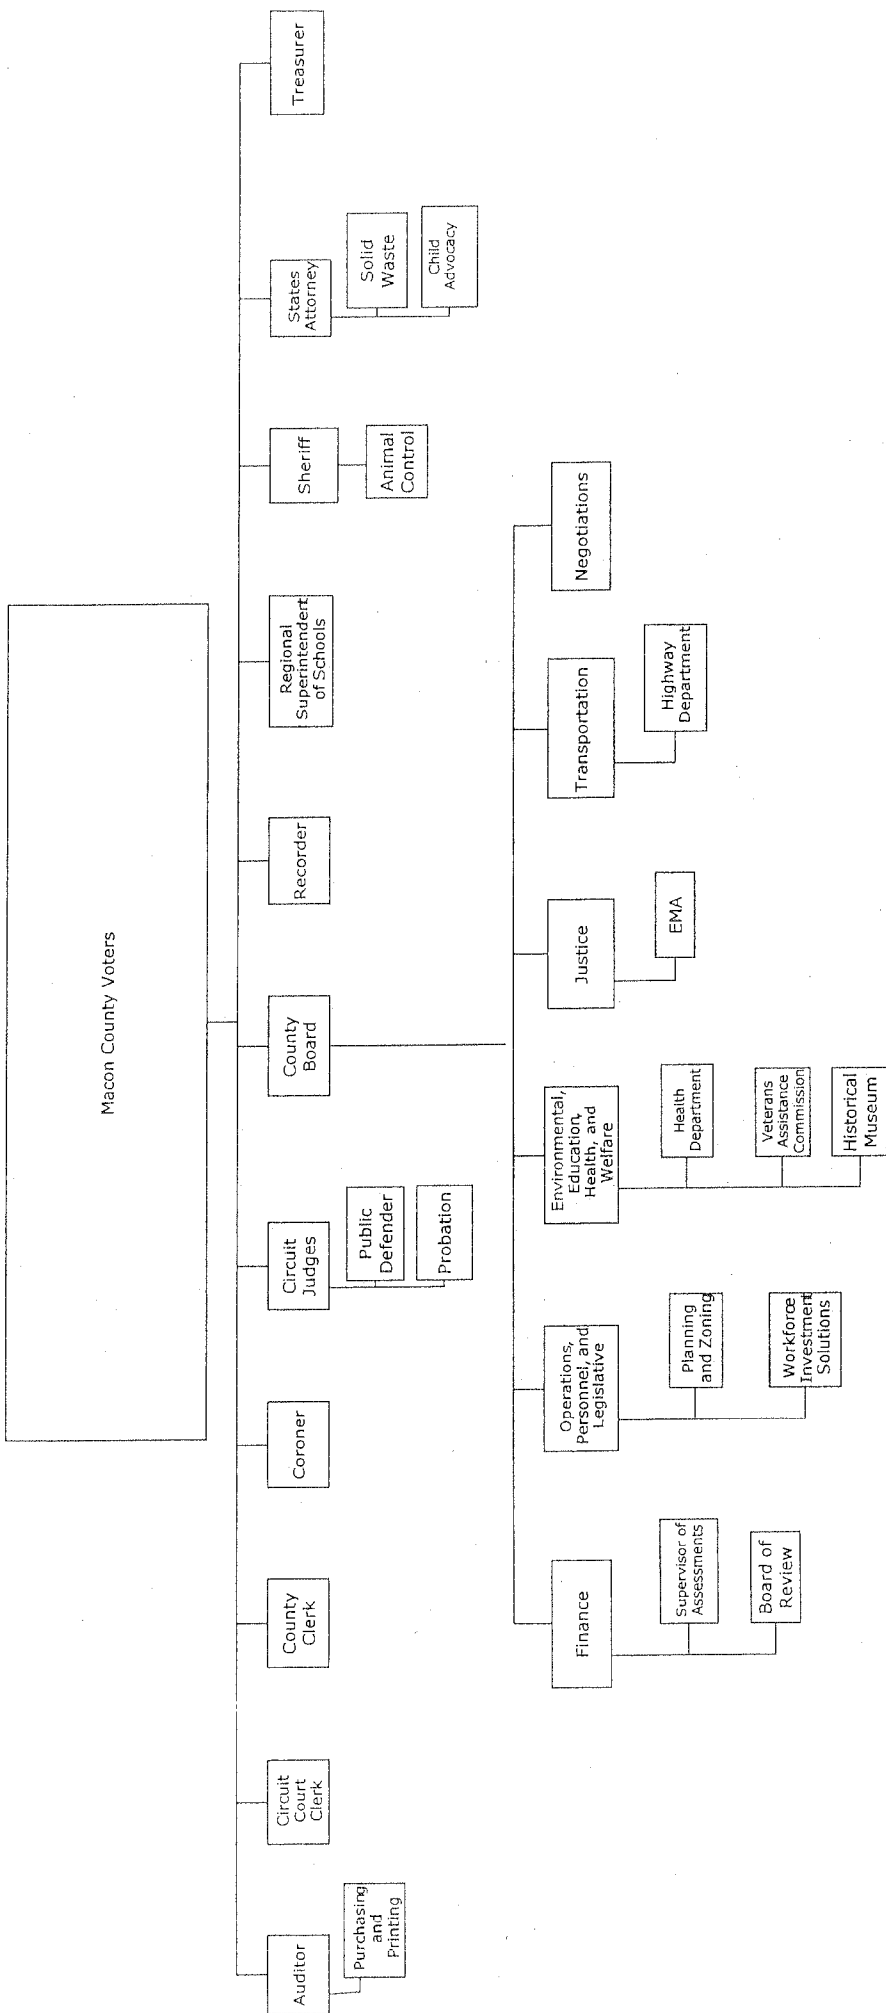 Macon County Voters
Auditor
Circuit
Court
Clerk
County
Clerk
Coroner
Circuit
Judges
County
Board
Recorder
Regional
Superintendent
of Schools
Sheriff
States
Attorney
Treasurer
Purchasing
and
Printing
Public
Defender
Probation
Animal
Control
Solid
Waste
Child
Advocacy
Finance
Operations,
Personnel, and
Legislative
Environmental,
Education,
Health, and
Welfare
Justice
Transportation
Negotiations
Supervisor of
Assessments
Board of
Review
Planning
and Zoning
Workforce
Investment
Solutions
Health
Department
Veterans
Assistance
Commission
Historical
Museum
EMA
Highway
Department